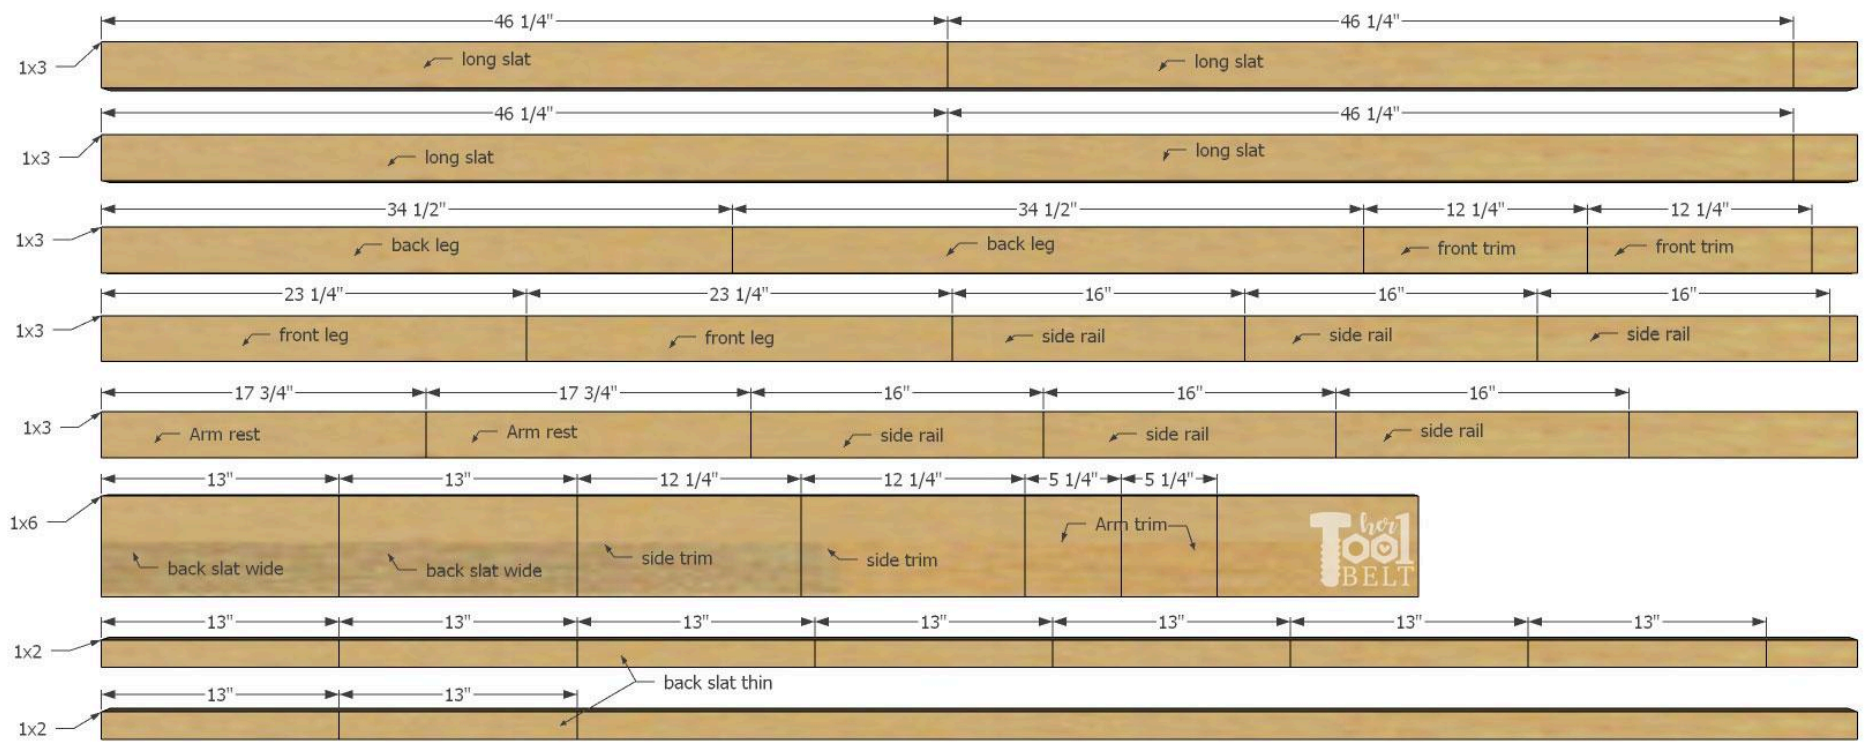 46 1/4" 46 1/4"
1x3 long slat long slat
46 1/4" 46 1/4"
1x3 long slat long slat
34 1/2" 34 1/2" 12 1/4" 12 1/4"
1x3 back leg back leg front trim front trim
23 1/4" 23 1/4" 16" 16" 16"
1x3 front leg front leg side rail side rail side rail
17 3/4" 17 3/4" 16" 16" 16"
1x3 Arm rest Arm rest side rail side rail side rail
13" 13" 12 1/4" 12 1/4" 5 1/4" 5 1/4"
1x6 back slat wide back slat wide side trim side trim Arm trim
her
TOOl
BELT
13" 13" 13" 13" 13" 13" 13"
1x2
back slat thin
13" 13"
1x2